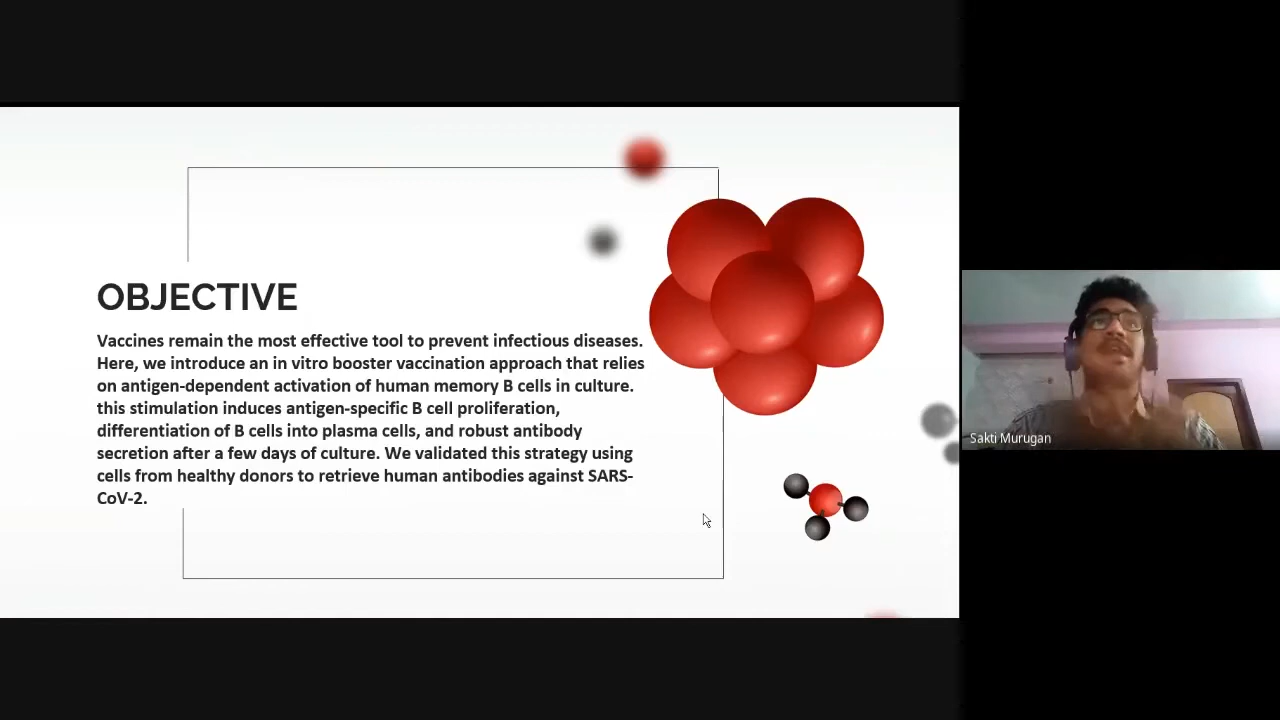 OBJECTIVE
Vaccines remain the most effective tool to prevent infectious diseases.
Here, we introduce an in vitro booster vaccination approach that relies
on antigen-dependent activation of human memory B cells in culture.
this stimulation induces antigen-specific B cell proliferation,
differentiation of B cells into plasma cells, and robust antibody
secretion after a few days of culture. We validated this strategy using
cells from healthy donors to retrieve human antibodies against SARS-
CoV-2.
Sakti Murugan